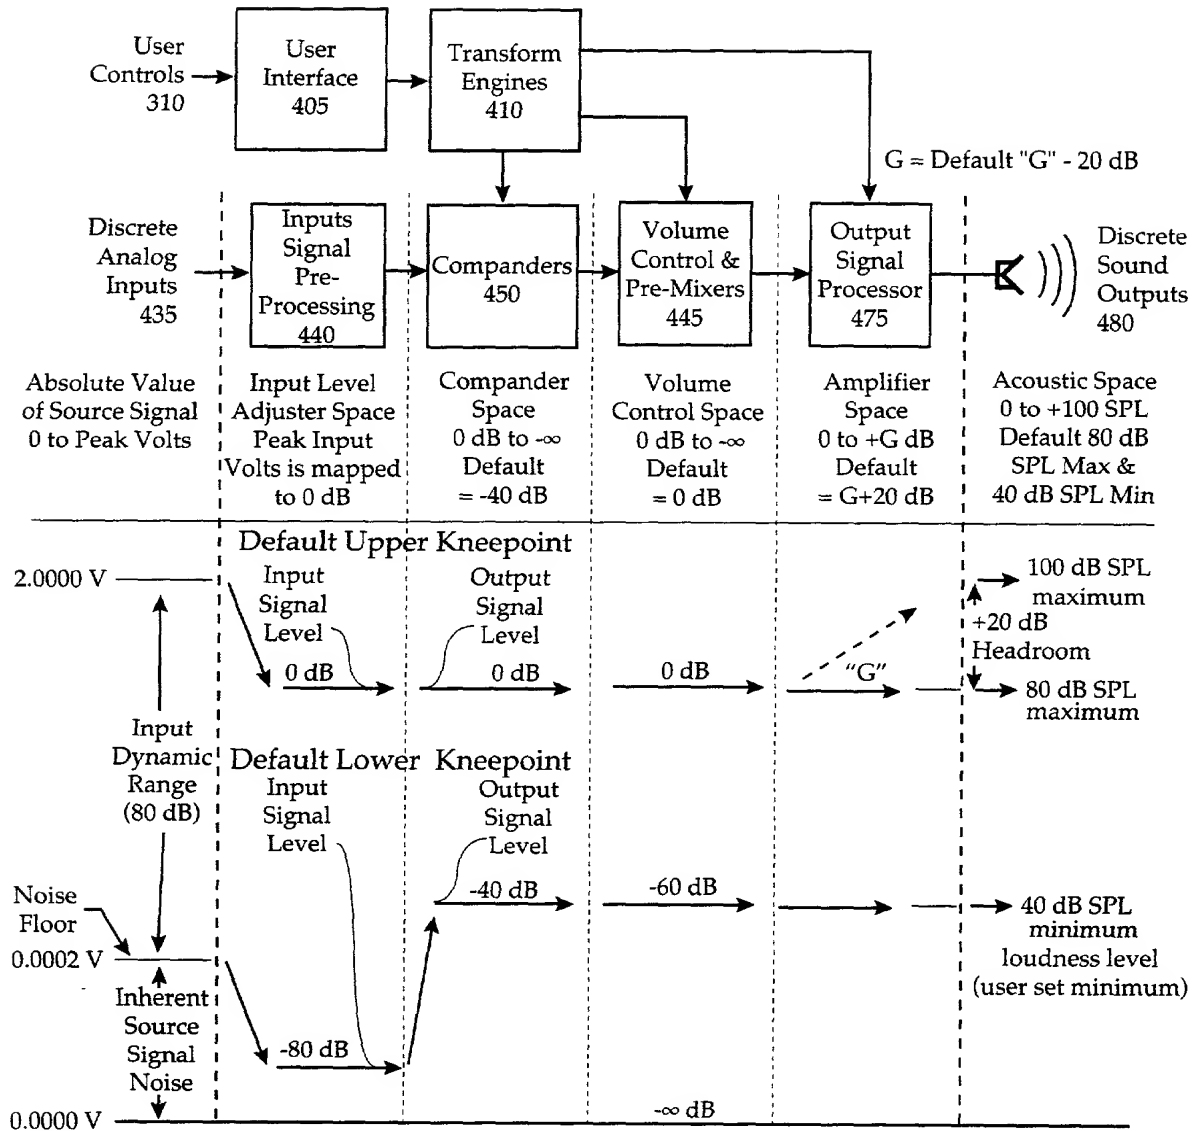 User
Controls
310
User
Interface
405
Transform
Engines
410
G = Default "G" - 20 dB
Discrete
Analog
Inputs
435
Inputs
Signal
Pre-
Processing
440
Companders
450
Volume
Control &
Pre-Mixers
445
Output
Signal
Processor
475
Discrete
Sound
Outputs
480
Absolute Value
of Source Signal
0 to Peak Volts
Input Level
Adjuster Space
Peak Input
Volts is mapped
to 0 dB
Compander
Space
0 dB to -∞
Default
= -40 dB
Volume
Control Space
0 dB to -∞
Default
= 0 dB
Amplifier
Space
0 to +G dB
Default
= G+20 dB
Acoustic Space
0 to +100 SPL
Default 80 dB
SPL Max &
40 dB SPL Min
Default Upper Kneepoint
2.0000 V
Input
Signal
Level
0 dB
Output
Signal
Level
0 dB
0 dB
"G"
100 dB SPL
maximum
+20 dB
Headroom
80 dB SPL
maximum
Input
Dynamic
Range
(80 dB)
Default Lower Kneepoint
Input
Signal
Level
Output
Signal
Level
-40 dB
-60 dB
40 dB SPL
minimum
loudness level
(user set minimum)
Noise
Floor
0.0002 V
Inherent
Source
Signal
Noise
-80 dB
0.0000 V
-∞ dB